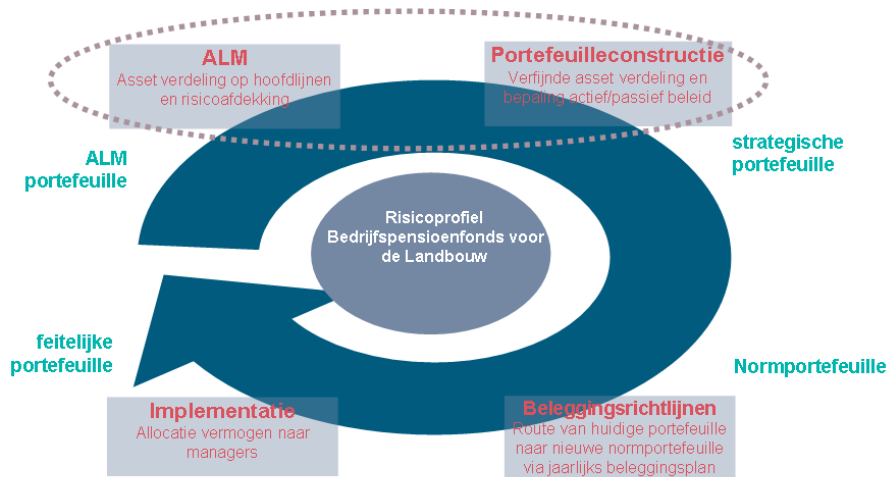 ALM
Asset verdeling op hoofdlijnen
en risicoafdekking
Portefeuilleconstructie
Verfijnde asset verdeling en
bepaling actief/passief beleid
ALM
portefeuille
strategische
portefeuille
Risicoprofiel
Bedrijfspensioenfonds voor
de Landbouw
feitelijke
portefeuille
Normportefeuille
Implementatie
Allocatie vermogen naar
managers
Beleggingsrichtlijnen
Route van huidige portefeuille
naar nieuwe normportefeuille
via jaarlijks beleggingsplan